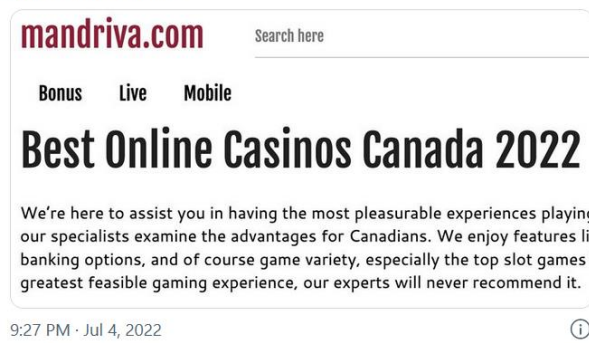 mandriva.com
Search here
Bonus Live Mobile
Best Online Casinos Canada 2022
We're here to assist you in having the most pleasurable experiences playing
our specialists examine the advantages for Canadians. We enjoy features li
banking options, and of course game variety, especially the top slot games
greatest feasible gaming experience, our experts will never recommend it.
9:27 PM · Jul 4, 2022